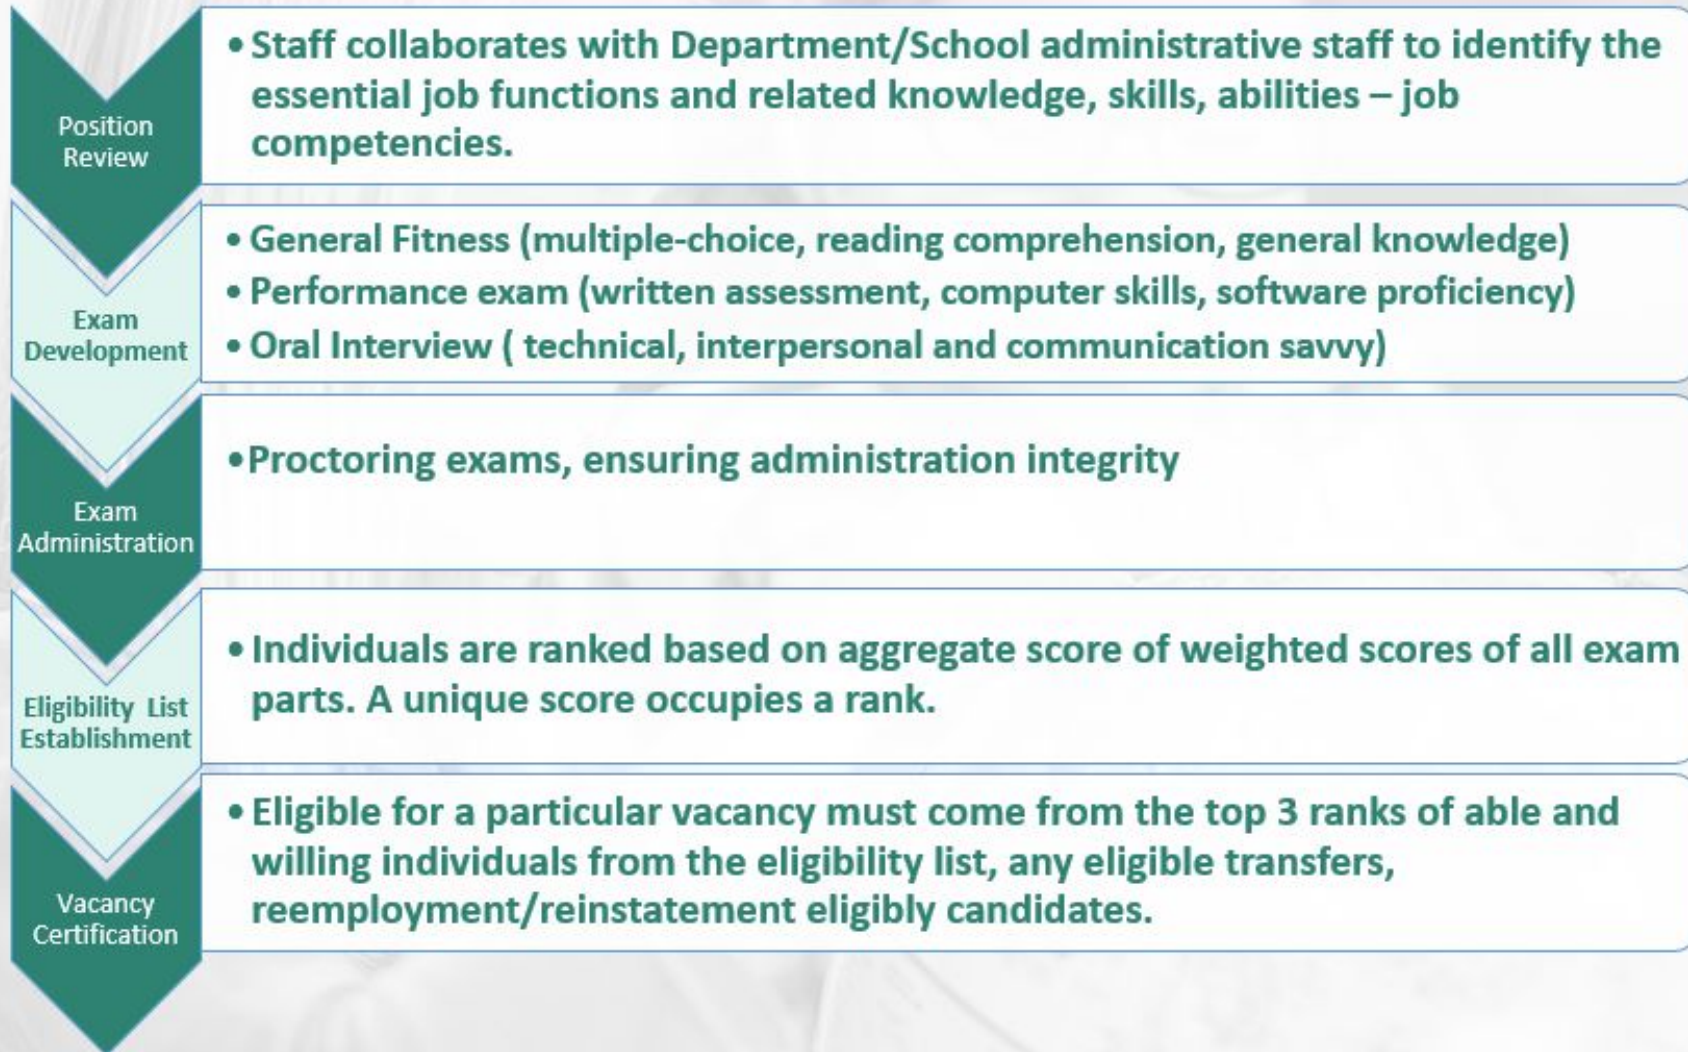 Position
Review
• Staff collaborates with Department/School administrative staff to identify the
essential job functions and related knowledge, skills, abilities – job
competencies.
Exam
Development
• General Fitness (multiple-choice, reading comprehension, general knowledge)
• Performance exam (written assessment, computer skills, software proficiency)
• Oral Interview ( technical, interpersonal and communication savvy)
Exam
Administration
•Proctoring exams, ensuring administration integrity
Eligibility List
Establishment
• Individuals are ranked based on aggregate score of weighted scores of all exam
parts. A unique score occupies a rank.
Vacancy
Certification
• Eligible for a particular vacancy must come from the top 3 ranks of able and
willing individuals from the eligibility list, any eligible transfers,
reemployment/reinstatement eligibly candidates.